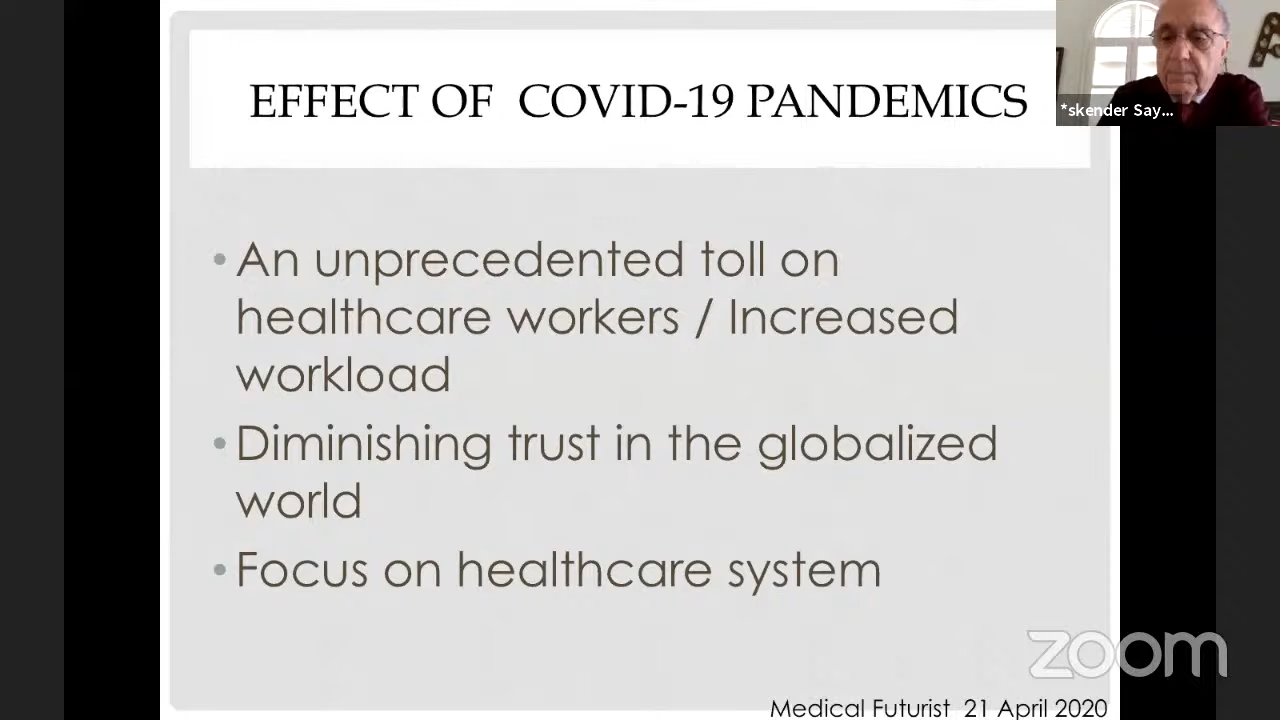 EFFECT OF COVID-19 PANDEMICS
*skender Say...
• An unprecedented toll on
healthcare workers / Increased
workload
• Diminishing trust in the globalized
world
• Focus on healthcare system
zoom
Medical Futurist 21 April 2020